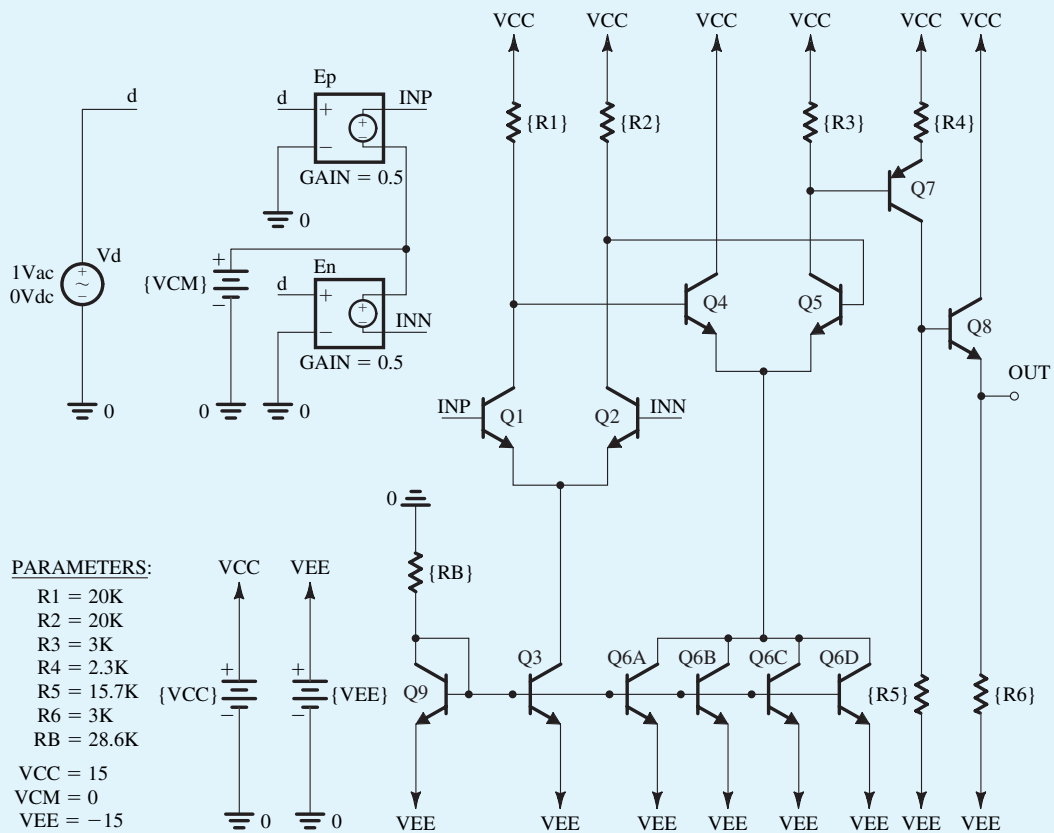 VCC VCC VCC VCC VCC VCC
d
Ep
d
INP
{R1}
{R2}
{R3}
{R4}
GAIN = 0.5
0
Q7
Vd
1Vac
0Vdc
{VCM}
En
d
INN
GAIN = 0.5
Q4
Q5
Q8
OUT
0
0
0
INP
Q1
Q2
INN
0
{RB}
PARAMETERS:
R1 = 20K
R2 = 20K
R3 = 3K
R4 = 2.3K
R5 = 15.7K
R6 = 3K
RB = 28.6K
VCC = 15
VCM = 0
VEE = −15
VCC
VEE
{VCC}
{VEE}
0
0
Q9
Q3
Q6A
Q6B
Q6C
Q6D
{R5}
{R6}
VEE VEE VEE VEE VEE VEE VEE VEE